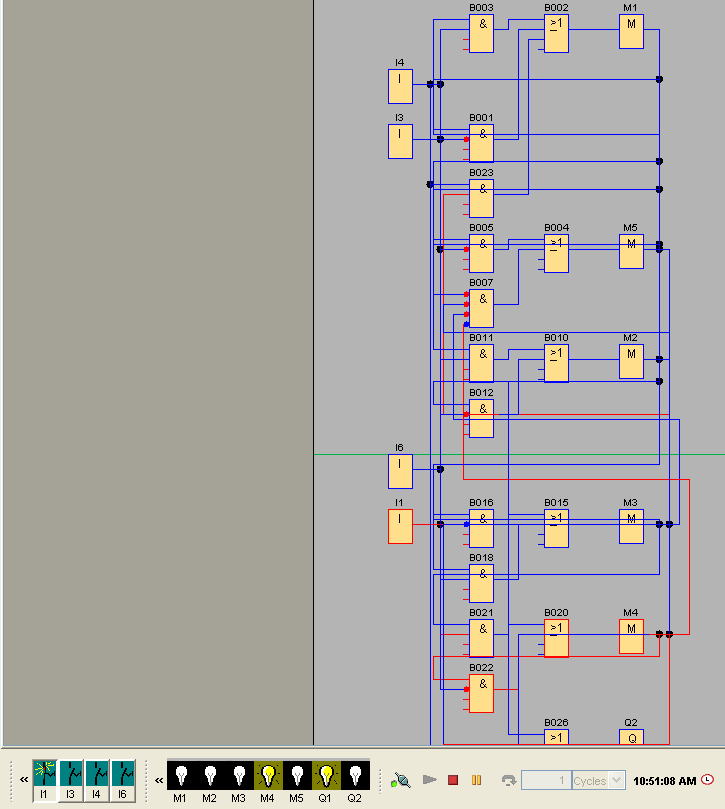 B003 B002 M1
& >1 M
I4
I
I3 B001
I &
B023
&
B005 B004 M5
& >1 M
B007
&
B011 B010 M2
& >1 M
B012
&
I6
I
I1 B016 B015 M3
I & >1 M
B018
&
B021 B020 M4
& >1 M
B022
&
B026 Q2
>1 Q
« I1 I3 I4 I6 « M1 M2 M3 M4 M5 Q1 Q2 1 Cycles 10:51:08 AM